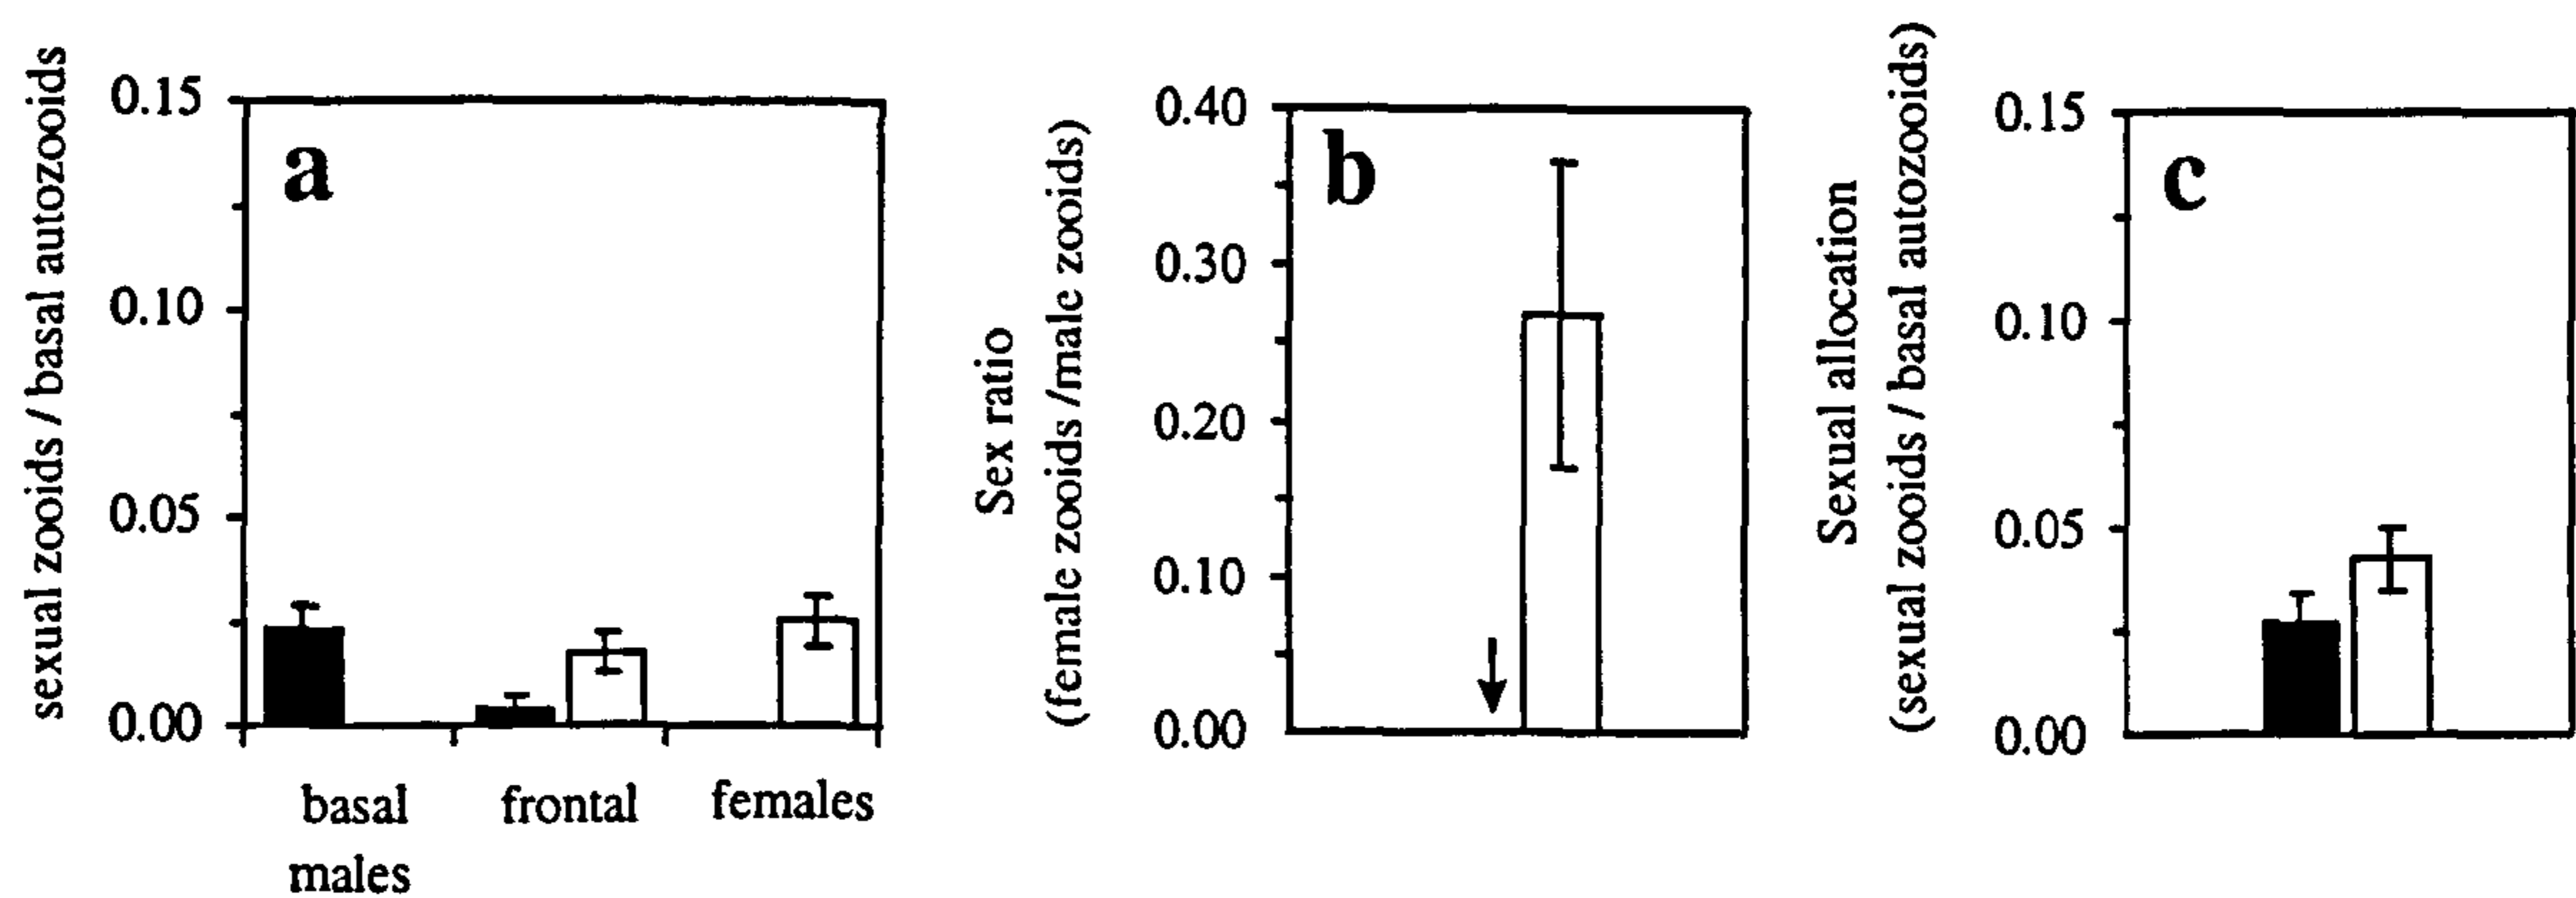 sexual zooids / basal autozooids
0.15
0.10
0.05
0.00
a
basal
frontal
females
males
Sex ratio
(female zooids /male zooids)
0.40
0.30
0.20
0.10
0.00
b
Sexual allocation
(sexual zooids / basal autozooids)
0.15
0.10
0.05
0.00
c